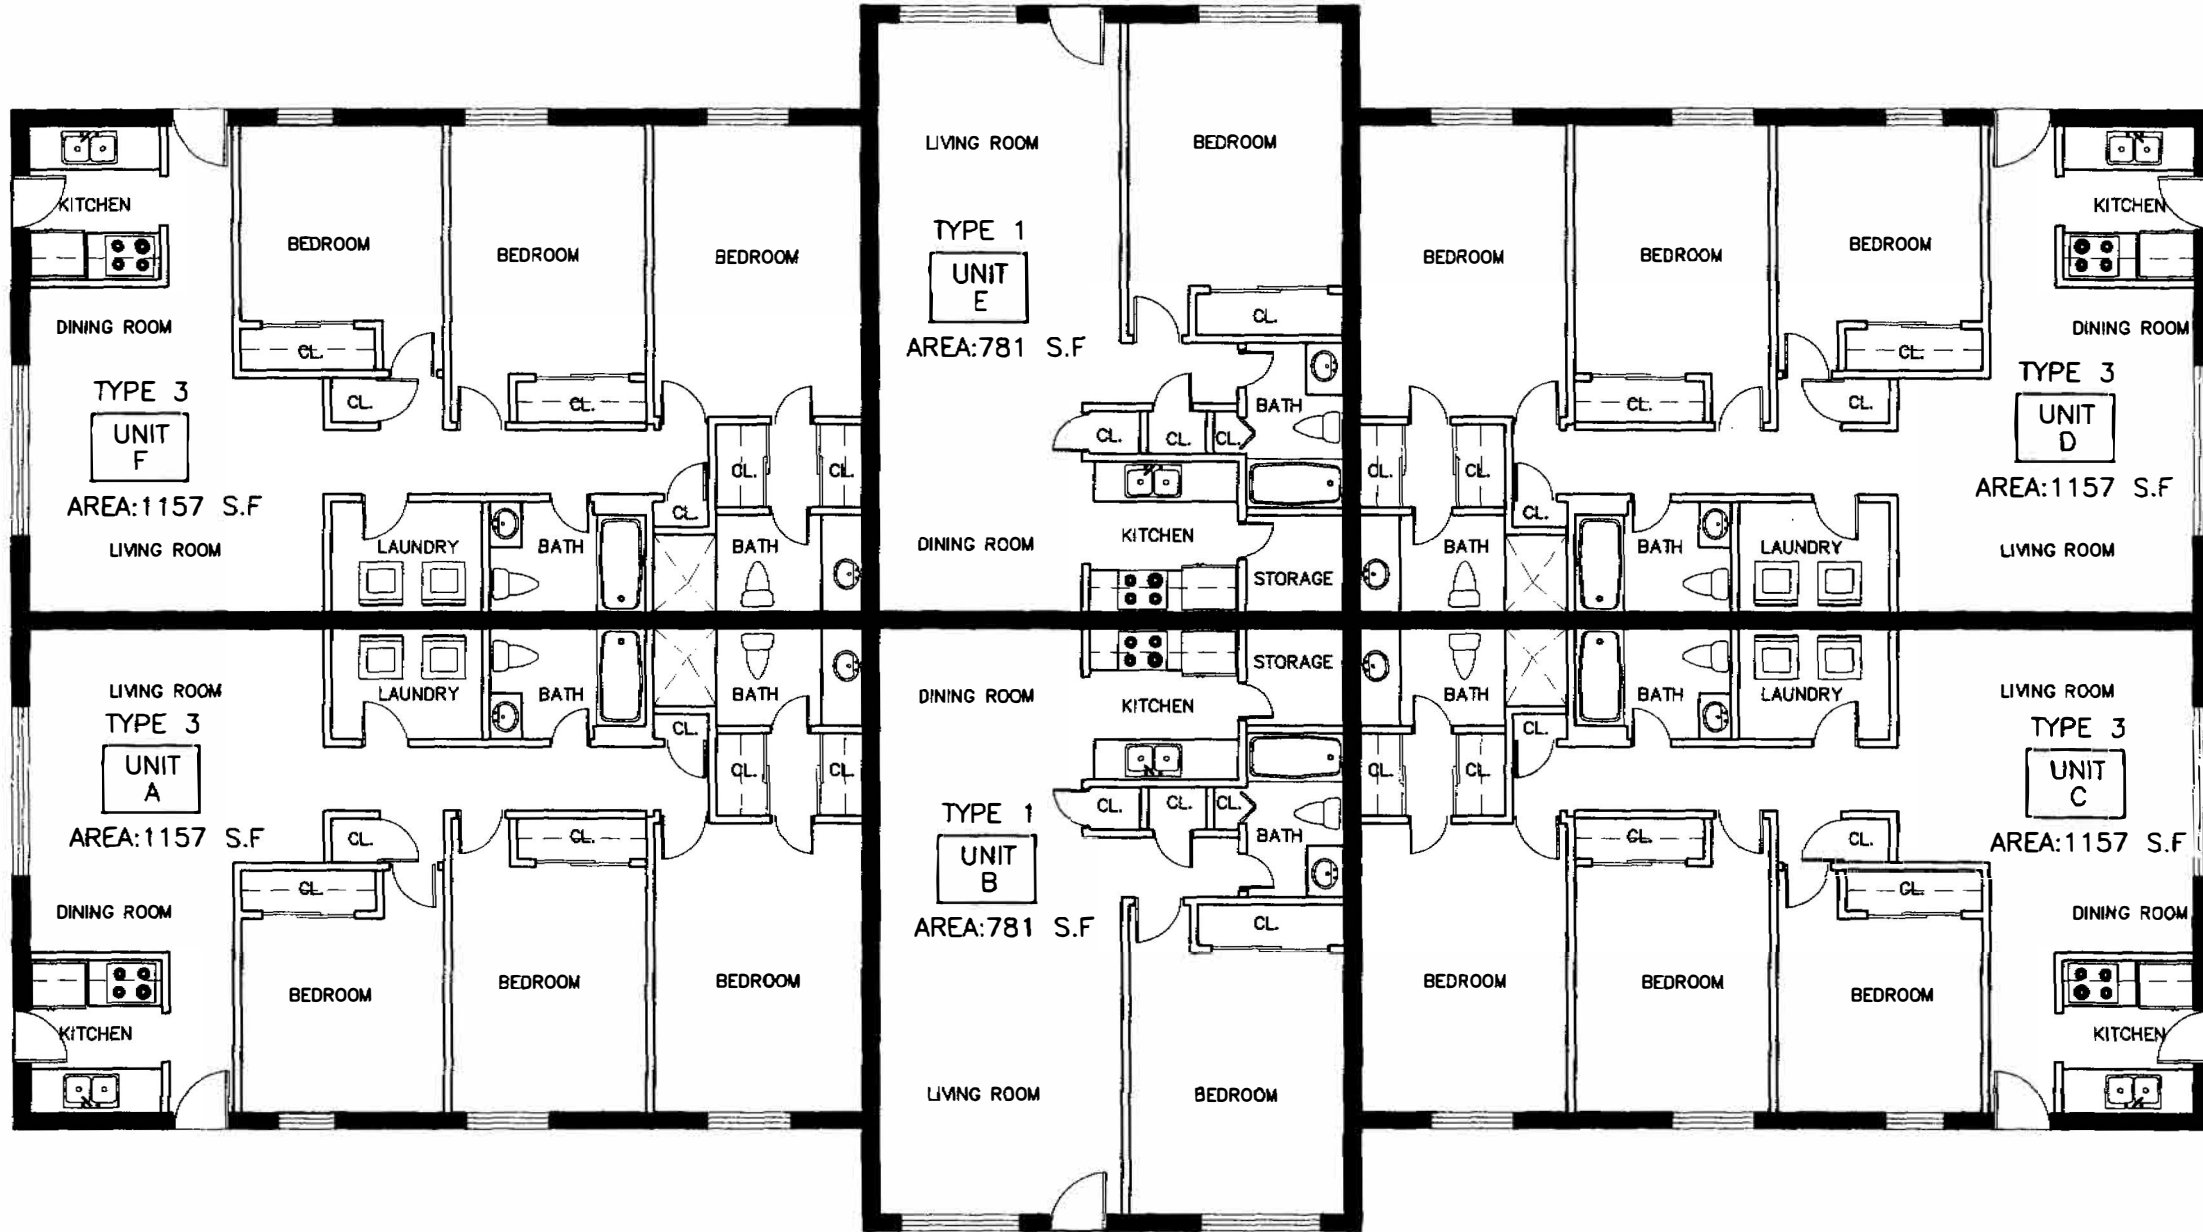 KITCHEN
BEDROOM
BEDROOM
BEDROOM
DINING ROOM
CL.
CL.
CL.
TYPE 3
UNIT
F
AREA:1157 S.F
LIVING ROOM
CL.
CL.
CL.
LAUNDRY
BATH
BATH
LIVING ROOM
BEDROOM
TYPE 1
UNIT
E
AREA:781 S.F
CL.
BATH
CL.
CL.
CL.
DINING ROOM
KITCHEN
STORAGE
BEDROOM
BEDROOM
BEDROOM
KITCHEN
DINING ROOM
CL.
CL.
CL.
TYPE 3
UNIT
D
AREA:1157 S.F
CL.
CL.
CL.
BATH
BATH
LAUNDRY
LIVING ROOM
LIVING ROOM
TYPE 3
UNIT
A
AREA:1157 S.F
LAUNDRY
BATH
BATH
CL.
CL.
CL.
CL.
CL.
CL.
DINING ROOM
BEDROOM
BEDROOM
BEDROOM
KITCHEN
DINING ROOM
KITCHEN
STORAGE
CL.
CL.
CL.
BATH
TYPE 1
UNIT
B
AREA:781 S.F
CL.
LIVING ROOM
BEDROOM
BATH
BATH
LAUNDRY
LIVING ROOM
TYPE 3
UNIT
C
AREA:1157 S.F
CL.
CL.
CL.
CL.
CL.
CL.
DINING ROOM
BEDROOM
BEDROOM
BEDROOM
KITCHEN